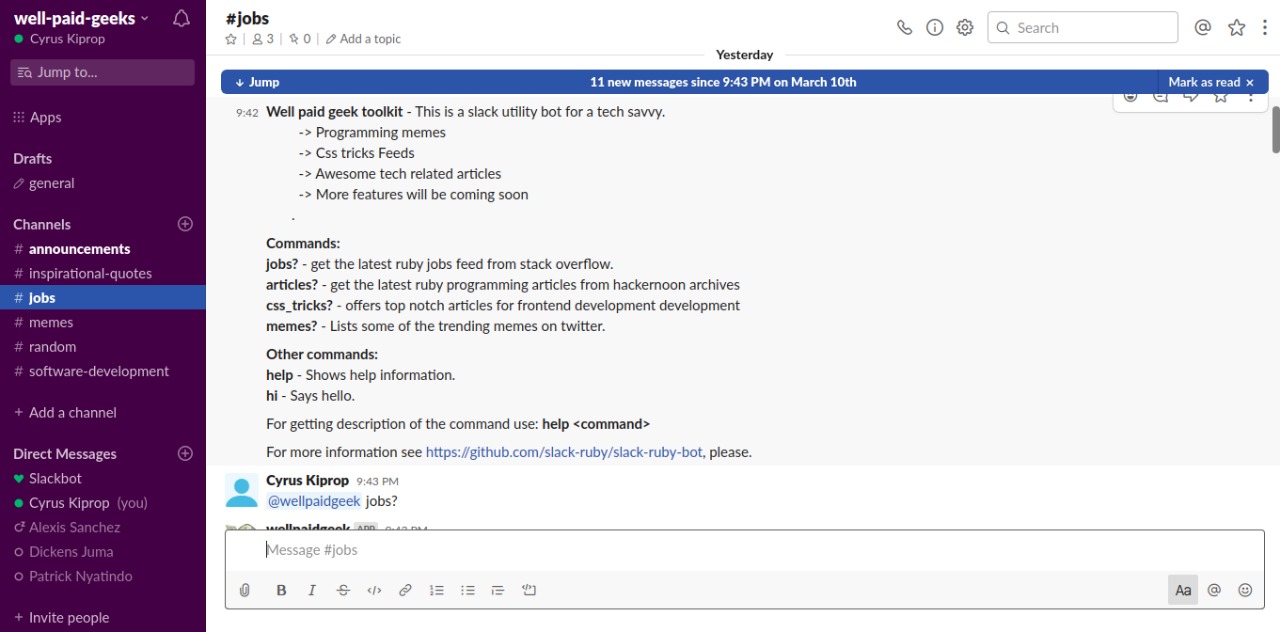 well-paid-geeks
Cyrus Kiprop
Jump to...
Apps
Drafts
general
Channels
# announcements
# inspirational-quotes
# jobs
# memes
# random
# software-development
+ Add a channel
Direct Messages
Slackbot
Cyrus Kiprop (you)
Alexis Sanchez
Dickens Juma
Patrick Nyatindo
+ Invite people
#jobs
3 | 0 | Add a topic
Search
Yesterday
↓ Jump 11 new messages since 9:43 PM on March 10th Mark as read ×
9:42 Well paid geek toolkit - This is a slack utility bot for a tech savvy.
-> Programming memes
-> Css tricks Feeds
-> Awesome tech related articles
-> More features will be coming soon
.
Commands:
jobs? - get the latest ruby jobs feed from stack overflow.
articles? - get the latest ruby programming articles from hackernoon archives
css_tricks? - offers top notch articles for frontend development development
memes? - Lists some of the trending memes on twitter.
Other commands:
help - Shows help information.
hi - Says hello.
For getting description of the command use: help <command>
For more information see https://github.com/slack-ruby/slack-ruby-bot, please.
Cyrus Kiprop 9:43 PM
@wellpaidgeek jobs?
wellpaidgeek APP 9:43 PM
Message #jobs
B I S </> Aa @